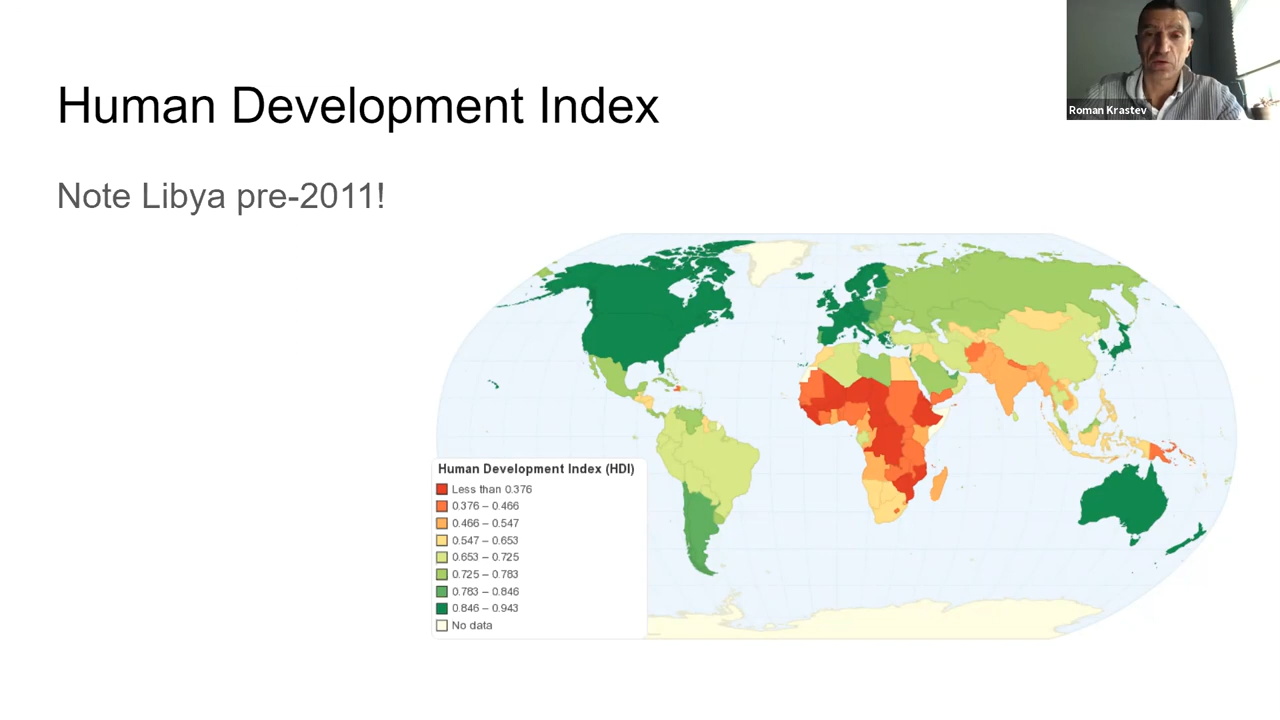 Human Development Index
Roman Krastev
Note Libya pre-2011!
Human Development Index (HDI)
Less than 0.376
0.376 – 0.466
0.466 – 0.547
0.547 – 0.653
0.653 – 0.725
0.725 – 0.783
0.783 – 0.846
0.846 – 0.943
No data